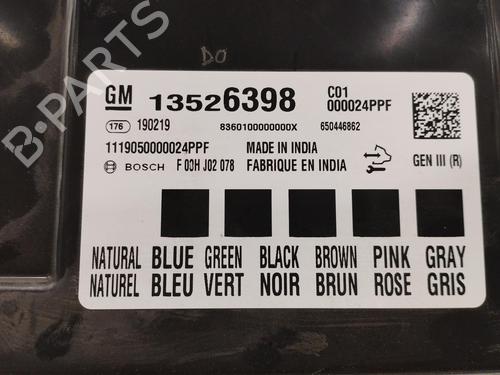 DO
B-PARTS
GM 13526398 C01
000024PPF
176 190219 8360100000000X 650446862
1119050000024PPF MADE IN INDIA
BOSCH F 00H J02 078 FABRIQUE EN INDIA GEN III (R)
NATURAL BLUE GREEN BLACK BROWN PINK GRAY
NATUREL BLEU VERT NOIR BRUN ROSE GRIS